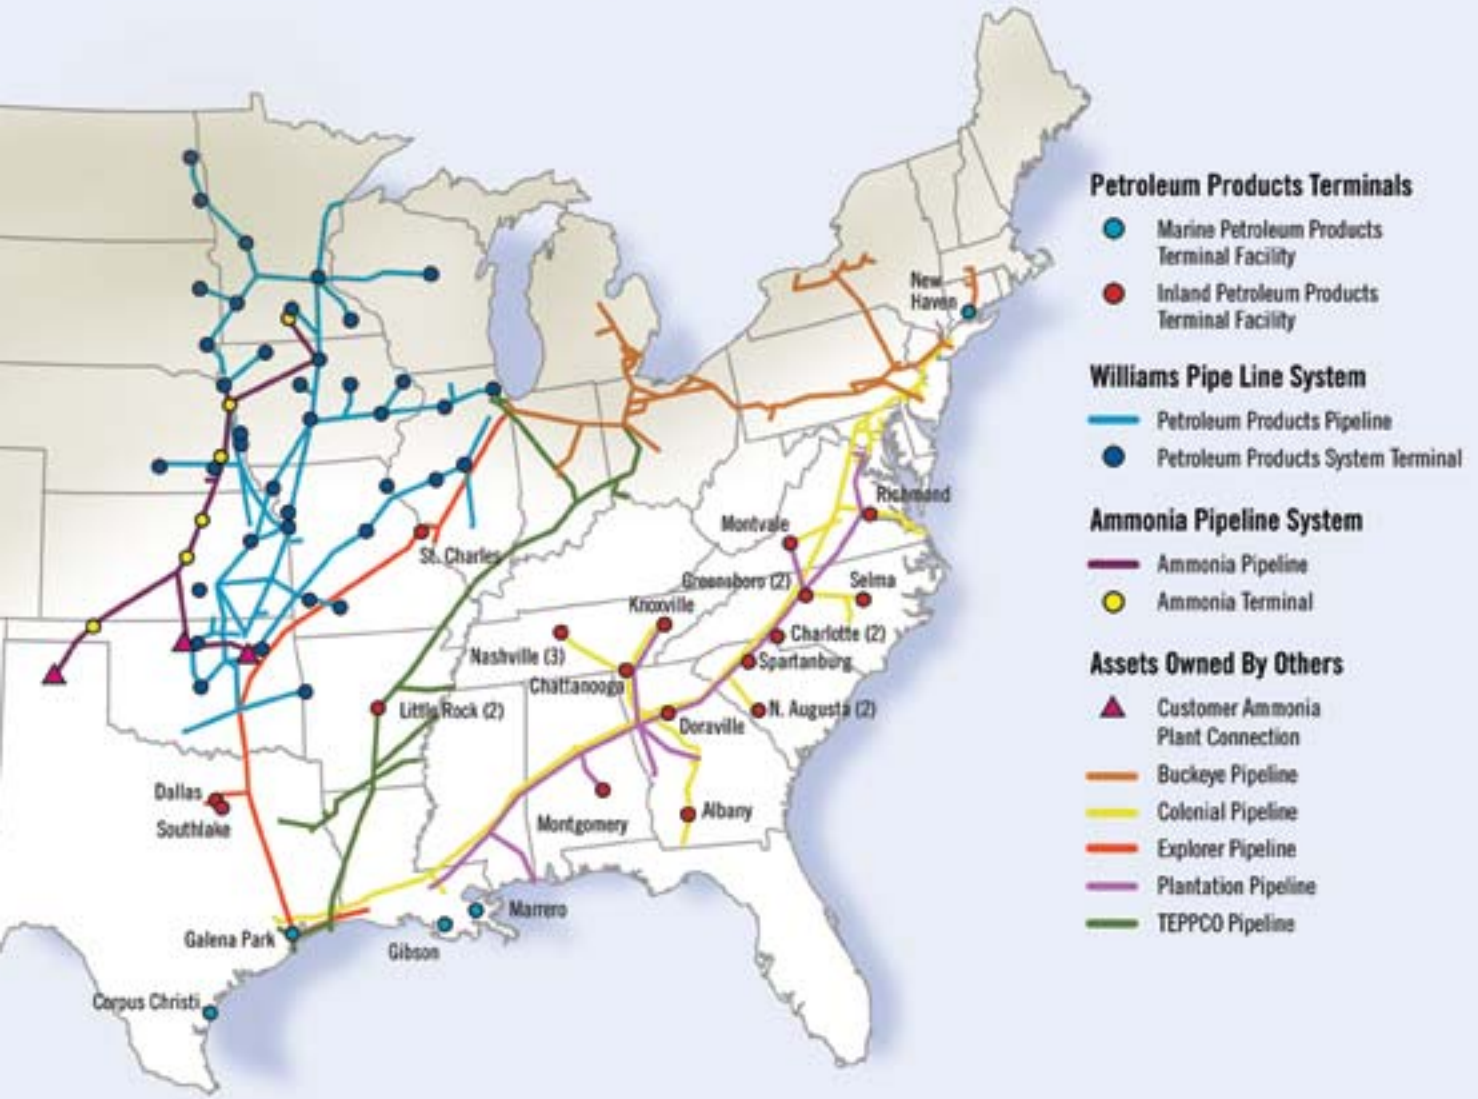 New
Haven
Richmond
Montvale
St. Charles
Greensboro (2)
Selma
Knoxville
Charlotte (2)
Nashville (3)
Spartanburg
Chattanooga
Little Rock (2)
N. Augusta (2)
Doraville
Dallas
Southlake
Montgomery
Albany
Marrero
Galena Park
Gibson
Corpus Christi
Petroleum Products Terminals
Marine Petroleum Products
Terminal Facility
Inland Petroleum Products
Terminal Facility
Williams Pipe Line System
Petroleum Products Pipeline
Petroleum Products System Terminal
Ammonia Pipeline System
Ammonia Pipeline
Ammonia Terminal
Assets Owned By Others
Customer Ammonia
Plant Connection
Buckeye Pipeline
Colonial Pipeline
Explorer Pipeline
Plantation Pipeline
TEPPCO Pipeline